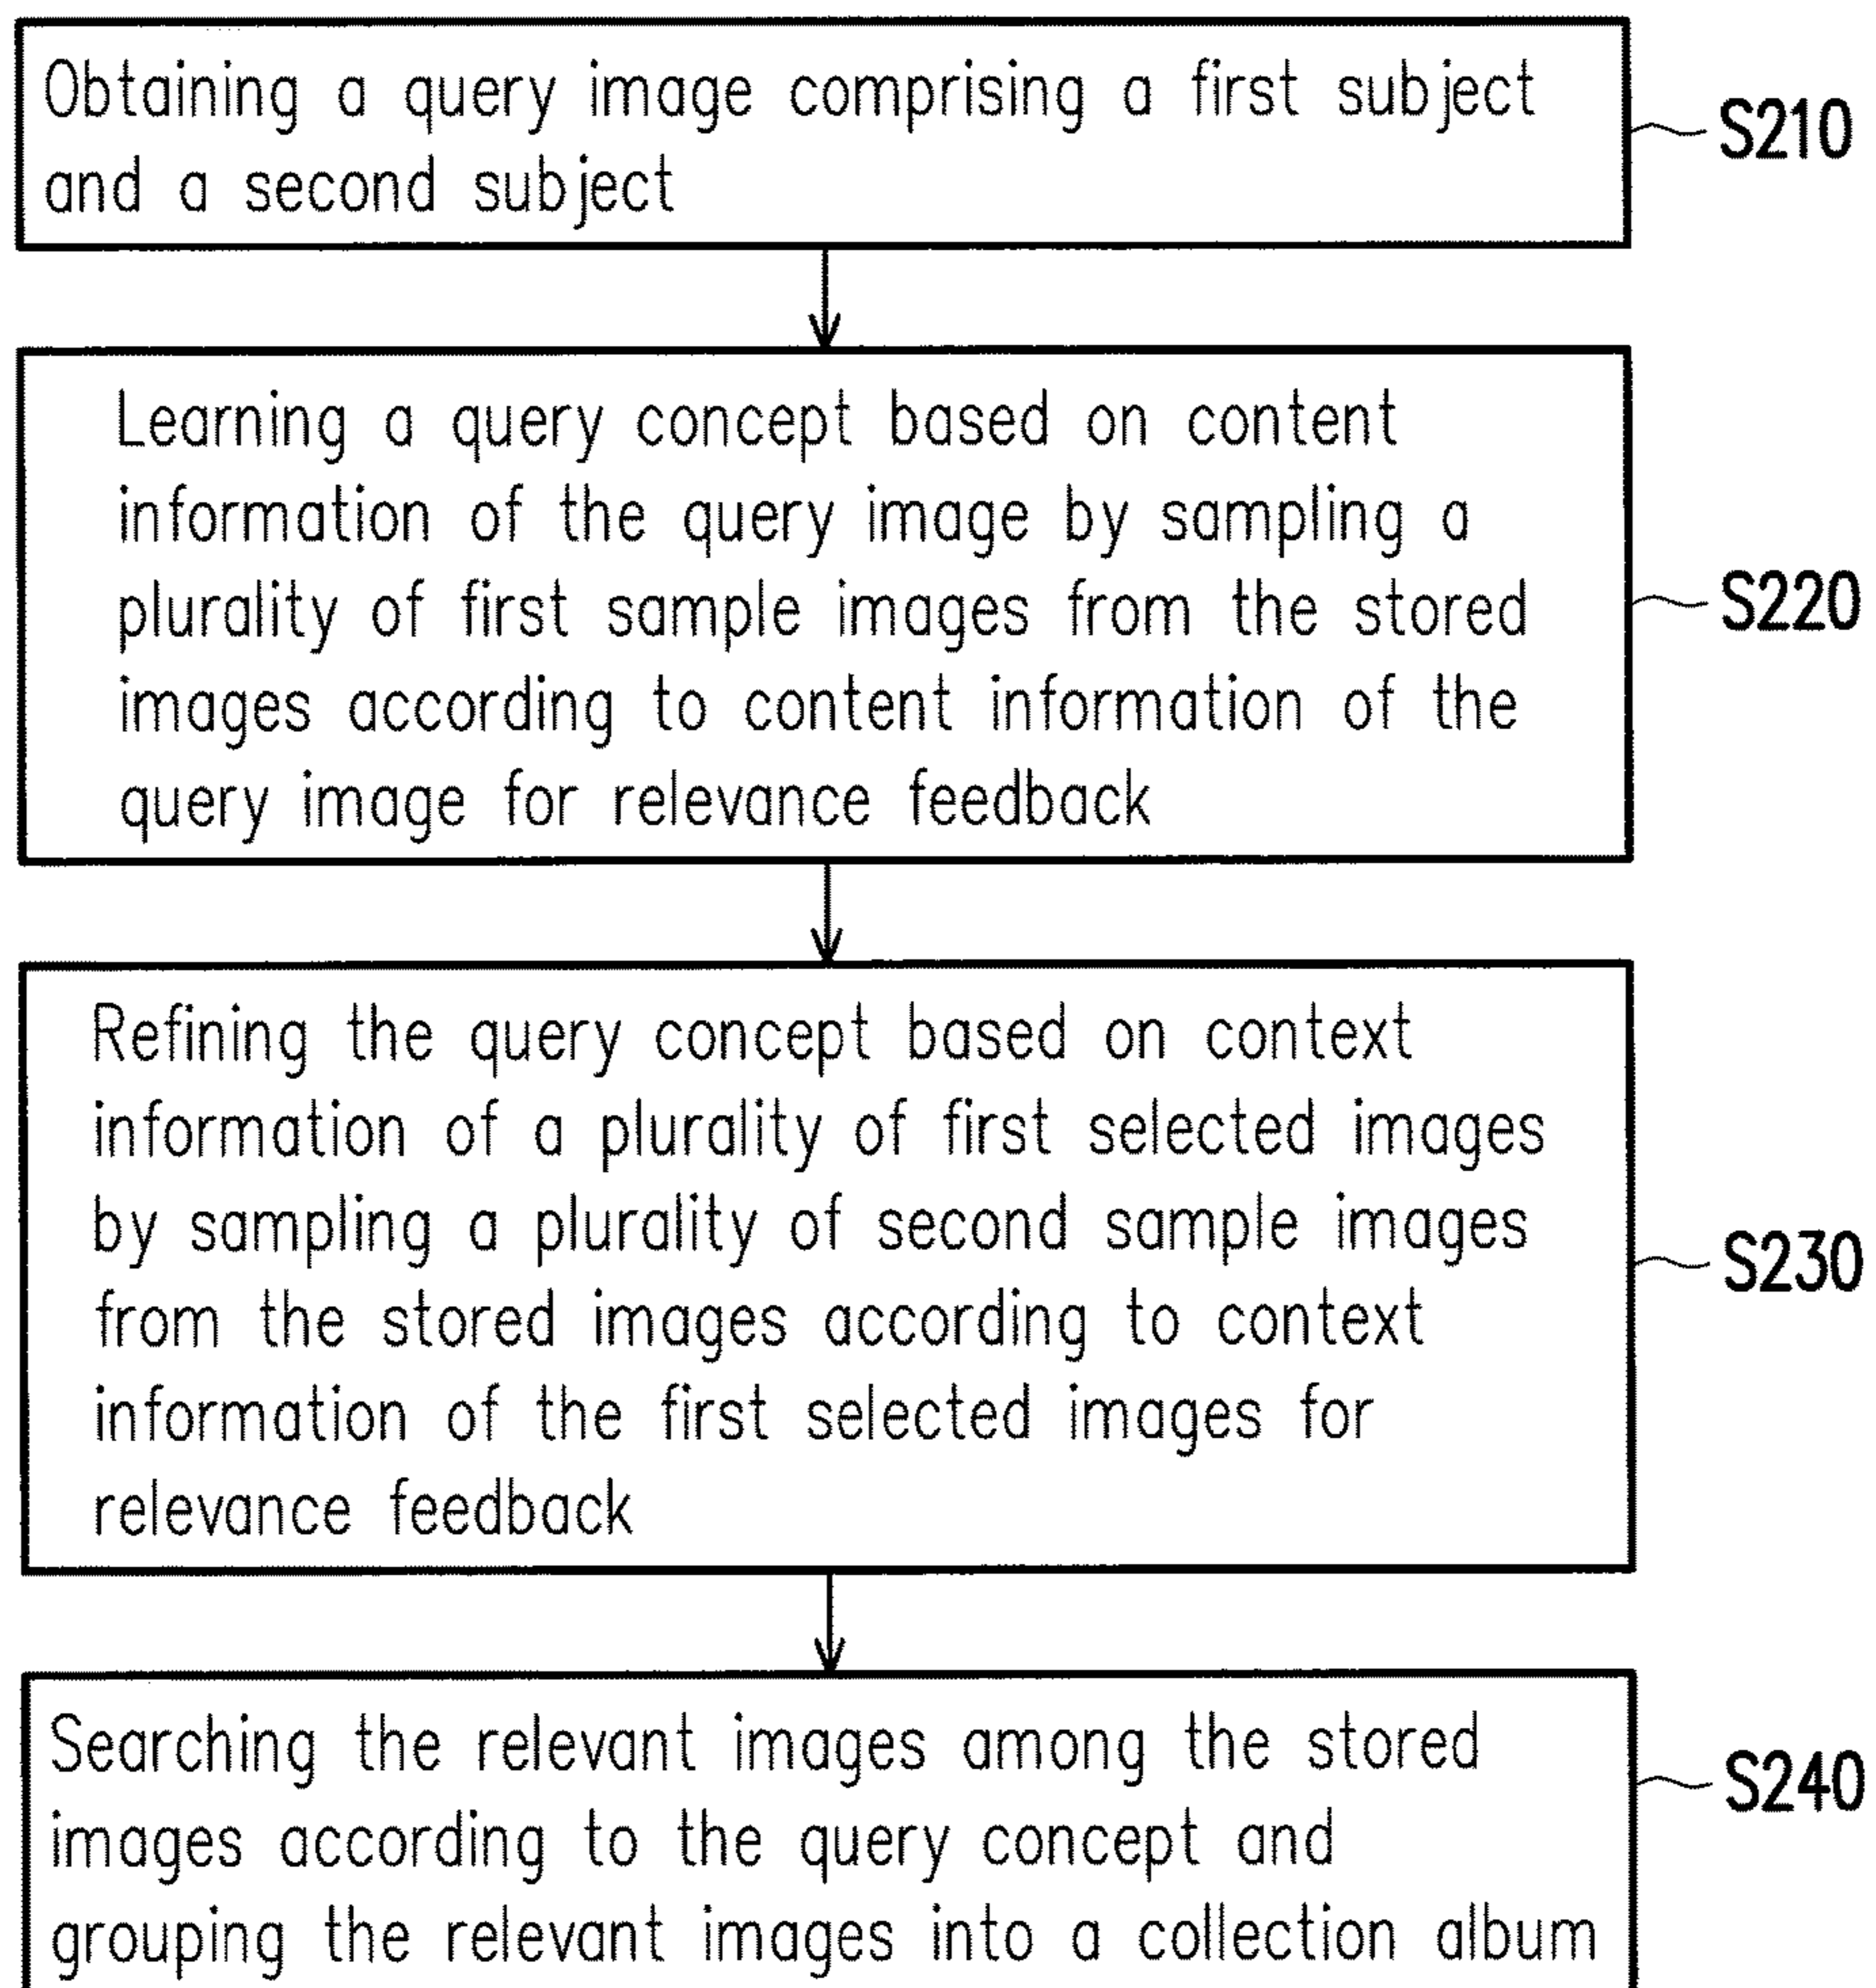 Obtaining a query image comprising a first subject
and a second subject
S210
Learning a query concept based on content
information of the query image by sampling a
plurality of first sample images from the stored
images according to content information of the
query image for relevance feedback
S220
Refining the query concept based on context
information of a plurality of first selected images
by sampling a plurality of second sample images
from the stored images according to context
information of the first selected images for
relevance feedback
S230
Searching the relevant images among the stored
images according to the query concept and
grouping the relevant images into a collection album
S240